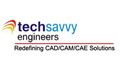 techsavvy
engineers
Redefining CAD/CAM/CAE Solutions